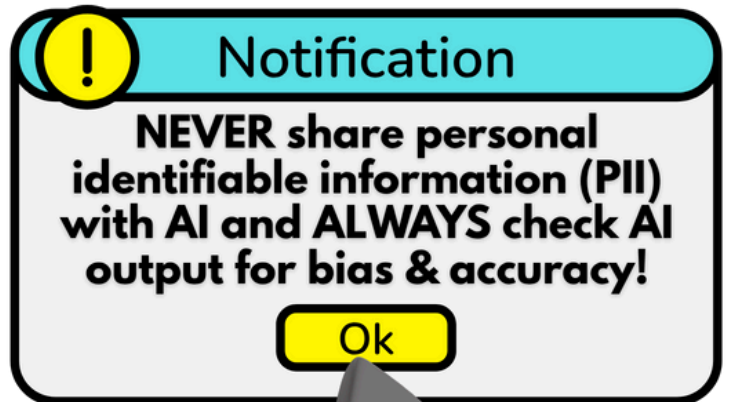 !
Notification
NEVER share personal
identifiable information (PII)
with AI and ALWAYS check AI
output for bias & accuracy!
Ok